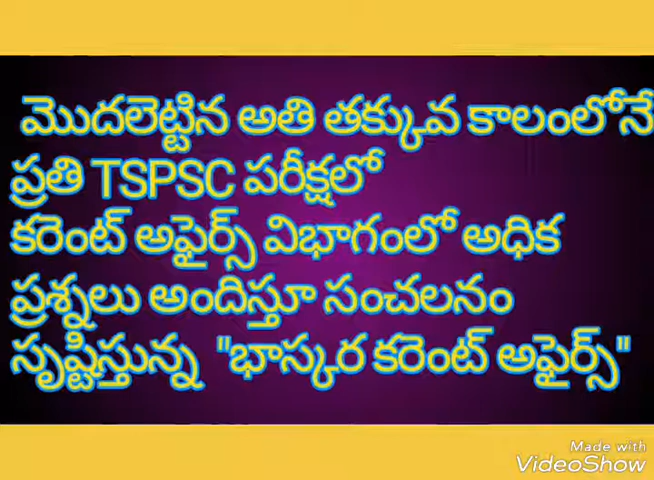 మొదలెట్టిన అతి తక్కువ కాలంలోనే
ప్రతి TSPSC పరీక్షలో
కరెంట్ అఫైర్స్ విభాగంలో అధిక
ప్రశ్నలు అందిస్తూ సంచలనం
సృష్టిస్తున్న "భాస్కర కరెంట్ అఫైర్స్"
Made with
VideoShow